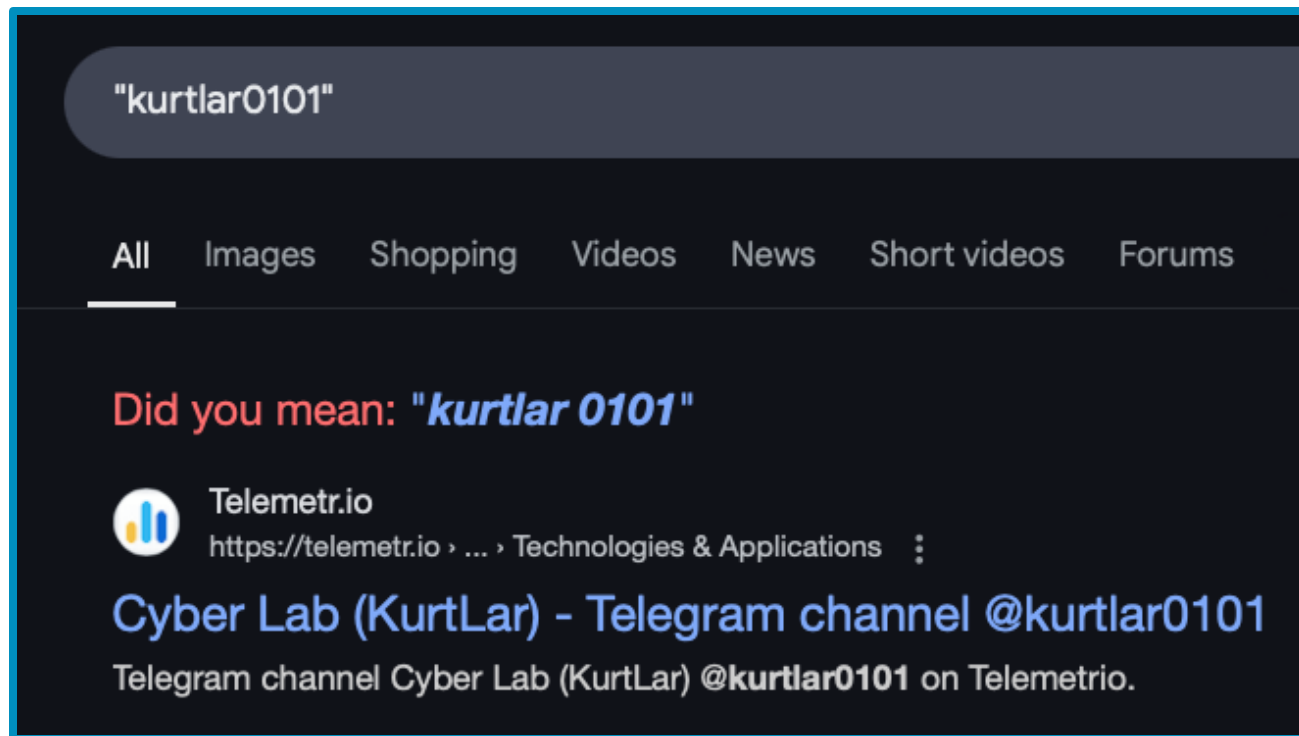 "kurtlar0101"
All Images Shopping Videos News Short videos Forums
Did you mean: "kurtlar 0101"
Telemetr.io
https://telemetr.io › ... › Technologies & Applications
Cyber Lab (KurtLar) - Telegram channel @kurtlar0101
Telegram channel Cyber Lab (KurtLar) @kurtlar0101 on Telemetrio.